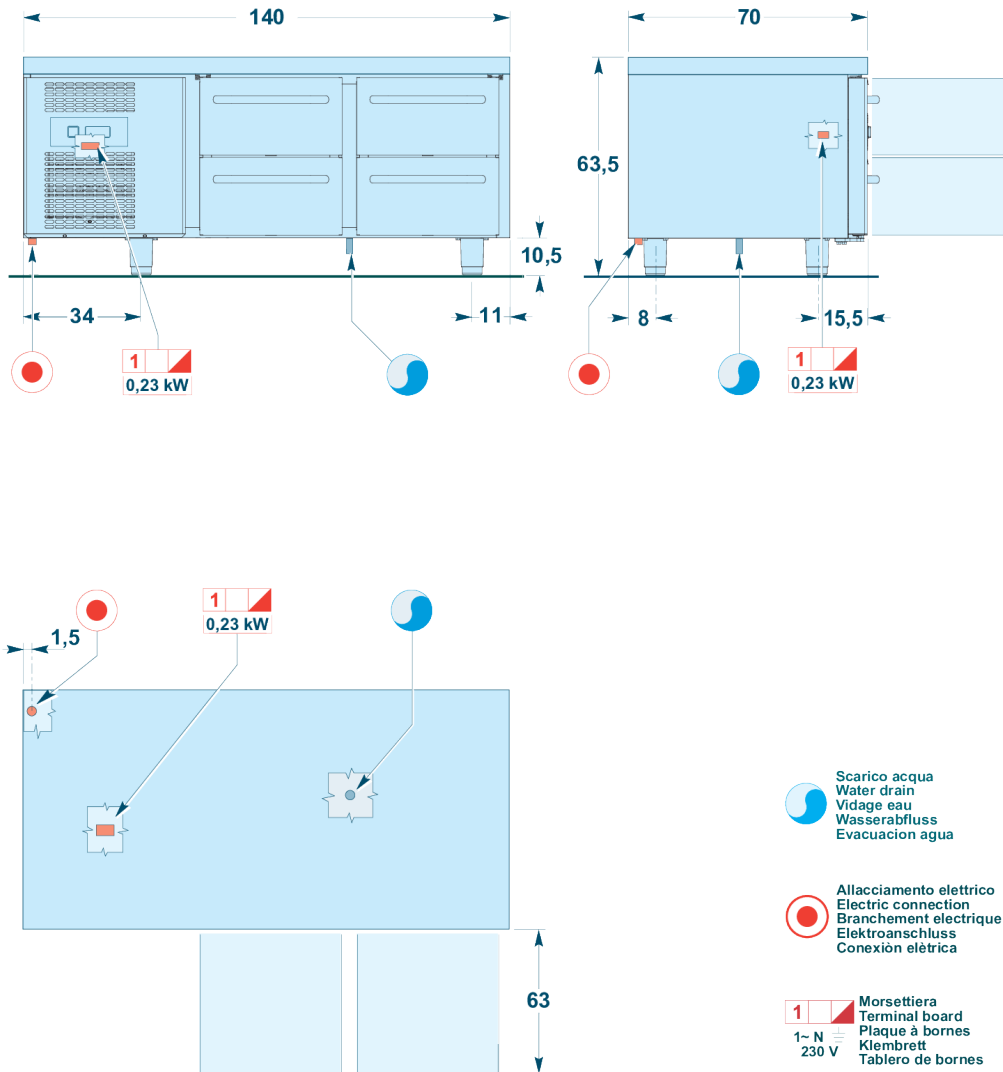 140
70
63,5
10,5
34
11
8
15,5
1
0,23 kW
1
0,23 kW
1
0,23 kW
1,5
63
Scarico acqua
Water drain
Vidage eau
Wasserabfluss
Evacuacion agua
Allacciamento elettrico
Electric connection
Branchement electrique
Elektroanschluss
Conexiòn elètrica
1
1~ N
230 V
Morsettiera
Terminal board
Plaque à bornes
Klembrett
Tablero de bornes